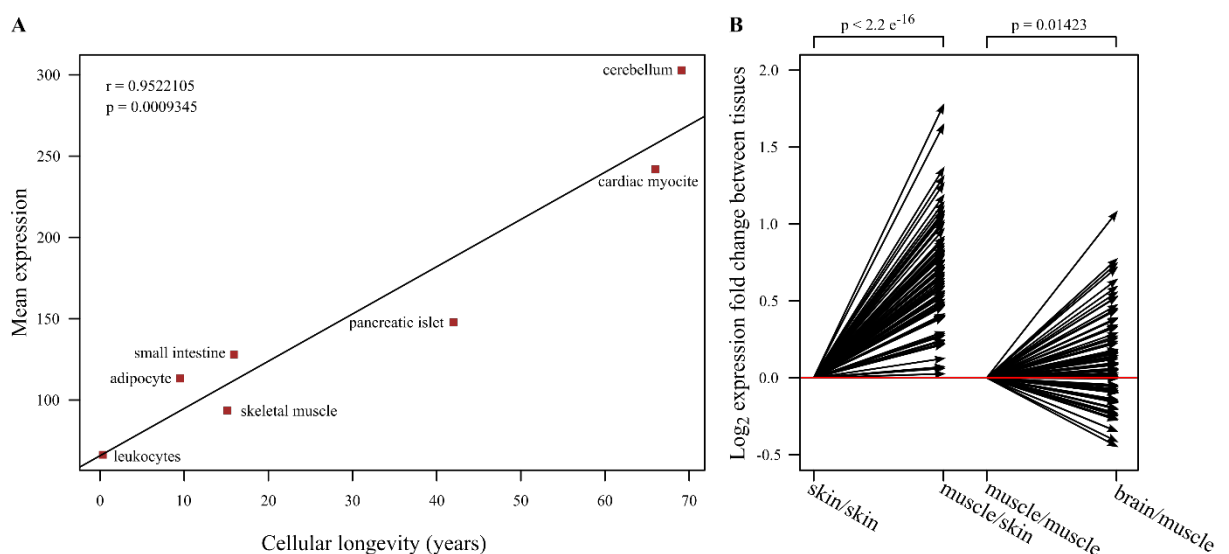 A
r = 0.9522105
p = 0.0009345
cerebellum
cardiac myocite
pancreatic islet
small intestine
adipocyte
skeletal muscle
leukocytes
Mean expression
300
250
200
150
100
0 10 20 30 40 50 60 70
Cellular longevity (years)
B
p < 2.2 e-16
p = 0.01423
Log2 expression fold change between tissues
2.0
1.5
1.0
0.5
0.0
-0.5
skin/skin
muscle/skin
muscle/muscle
brain/muscle